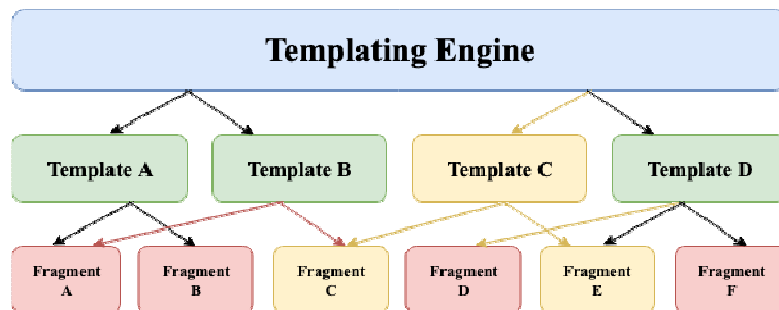 Templating Engine
Template A
Template B
Template C
Template D
Fragment
A
Fragment
B
Fragment
C
Fragment
D
Fragment
E
Fragment
F